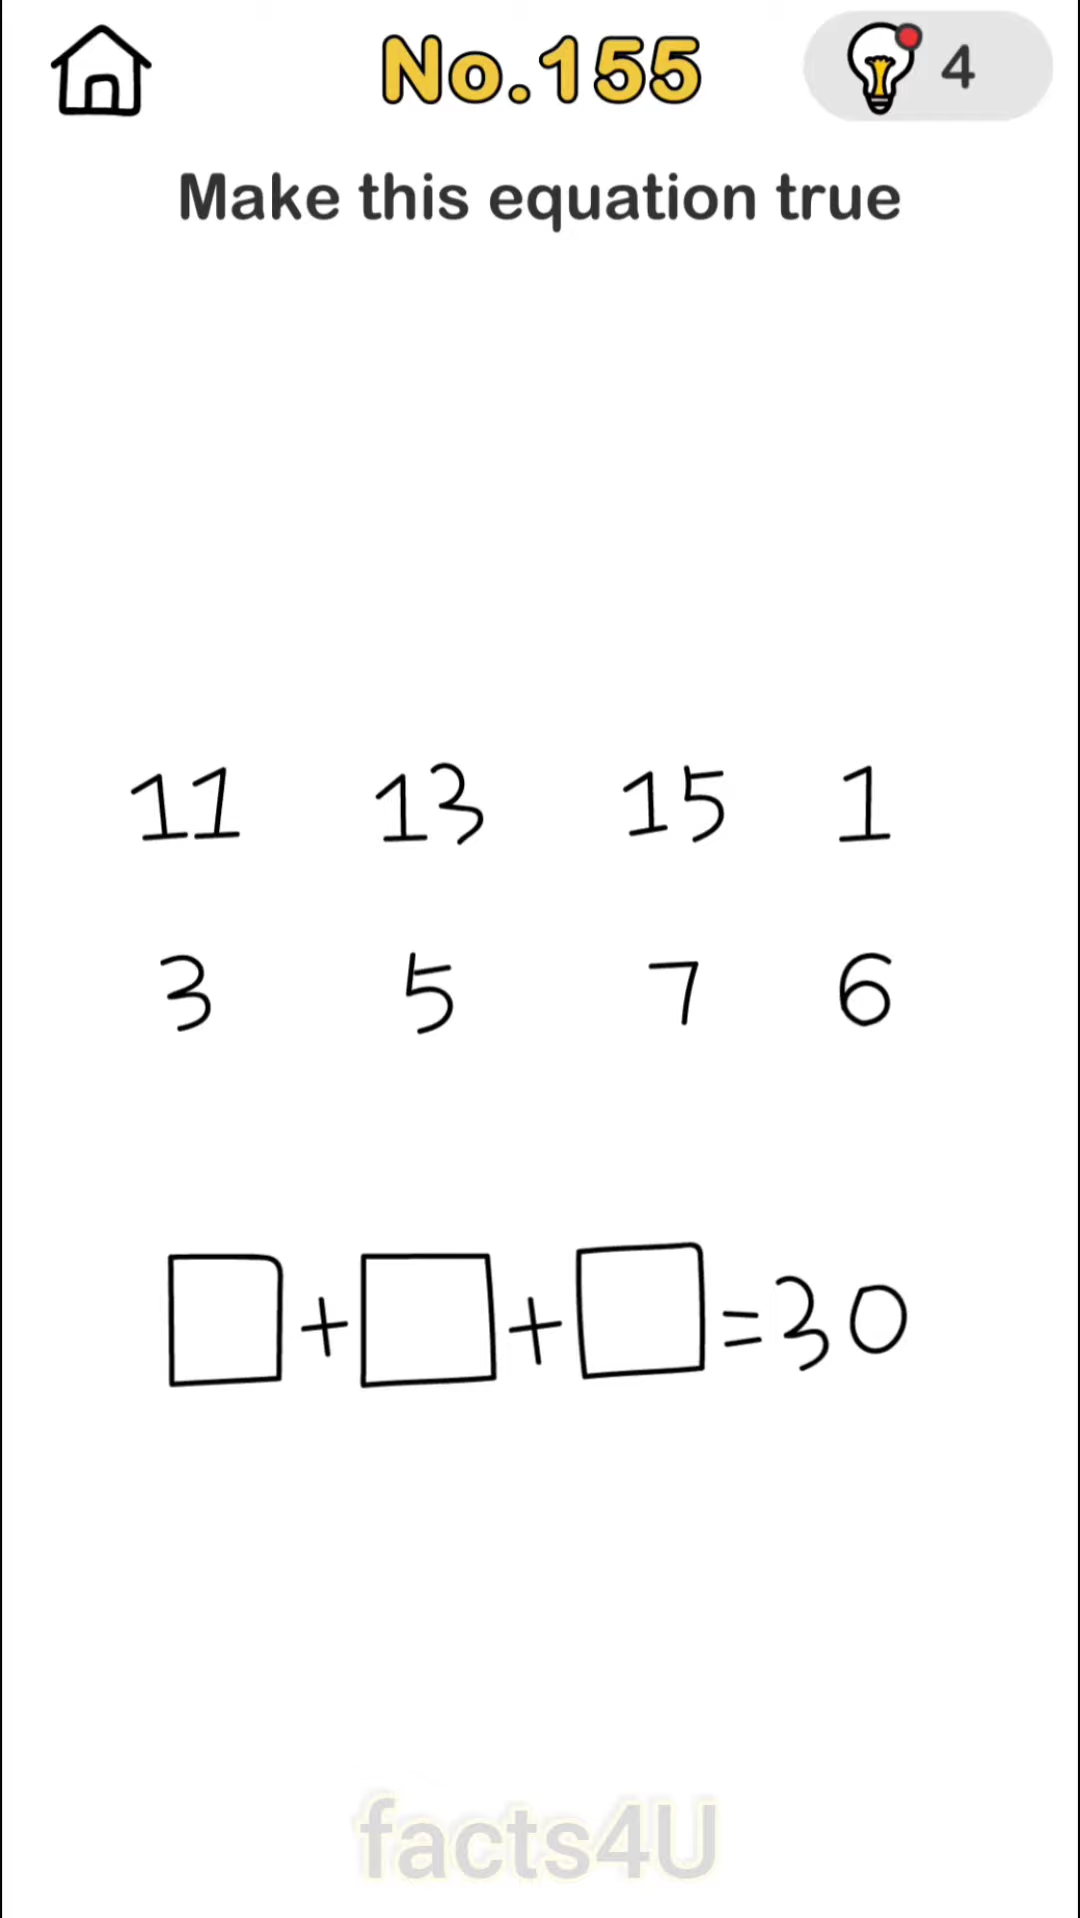 No.155 4
Make this equation true
11 13 15 1
3 5 7 6
□+□+□=30
facts4U